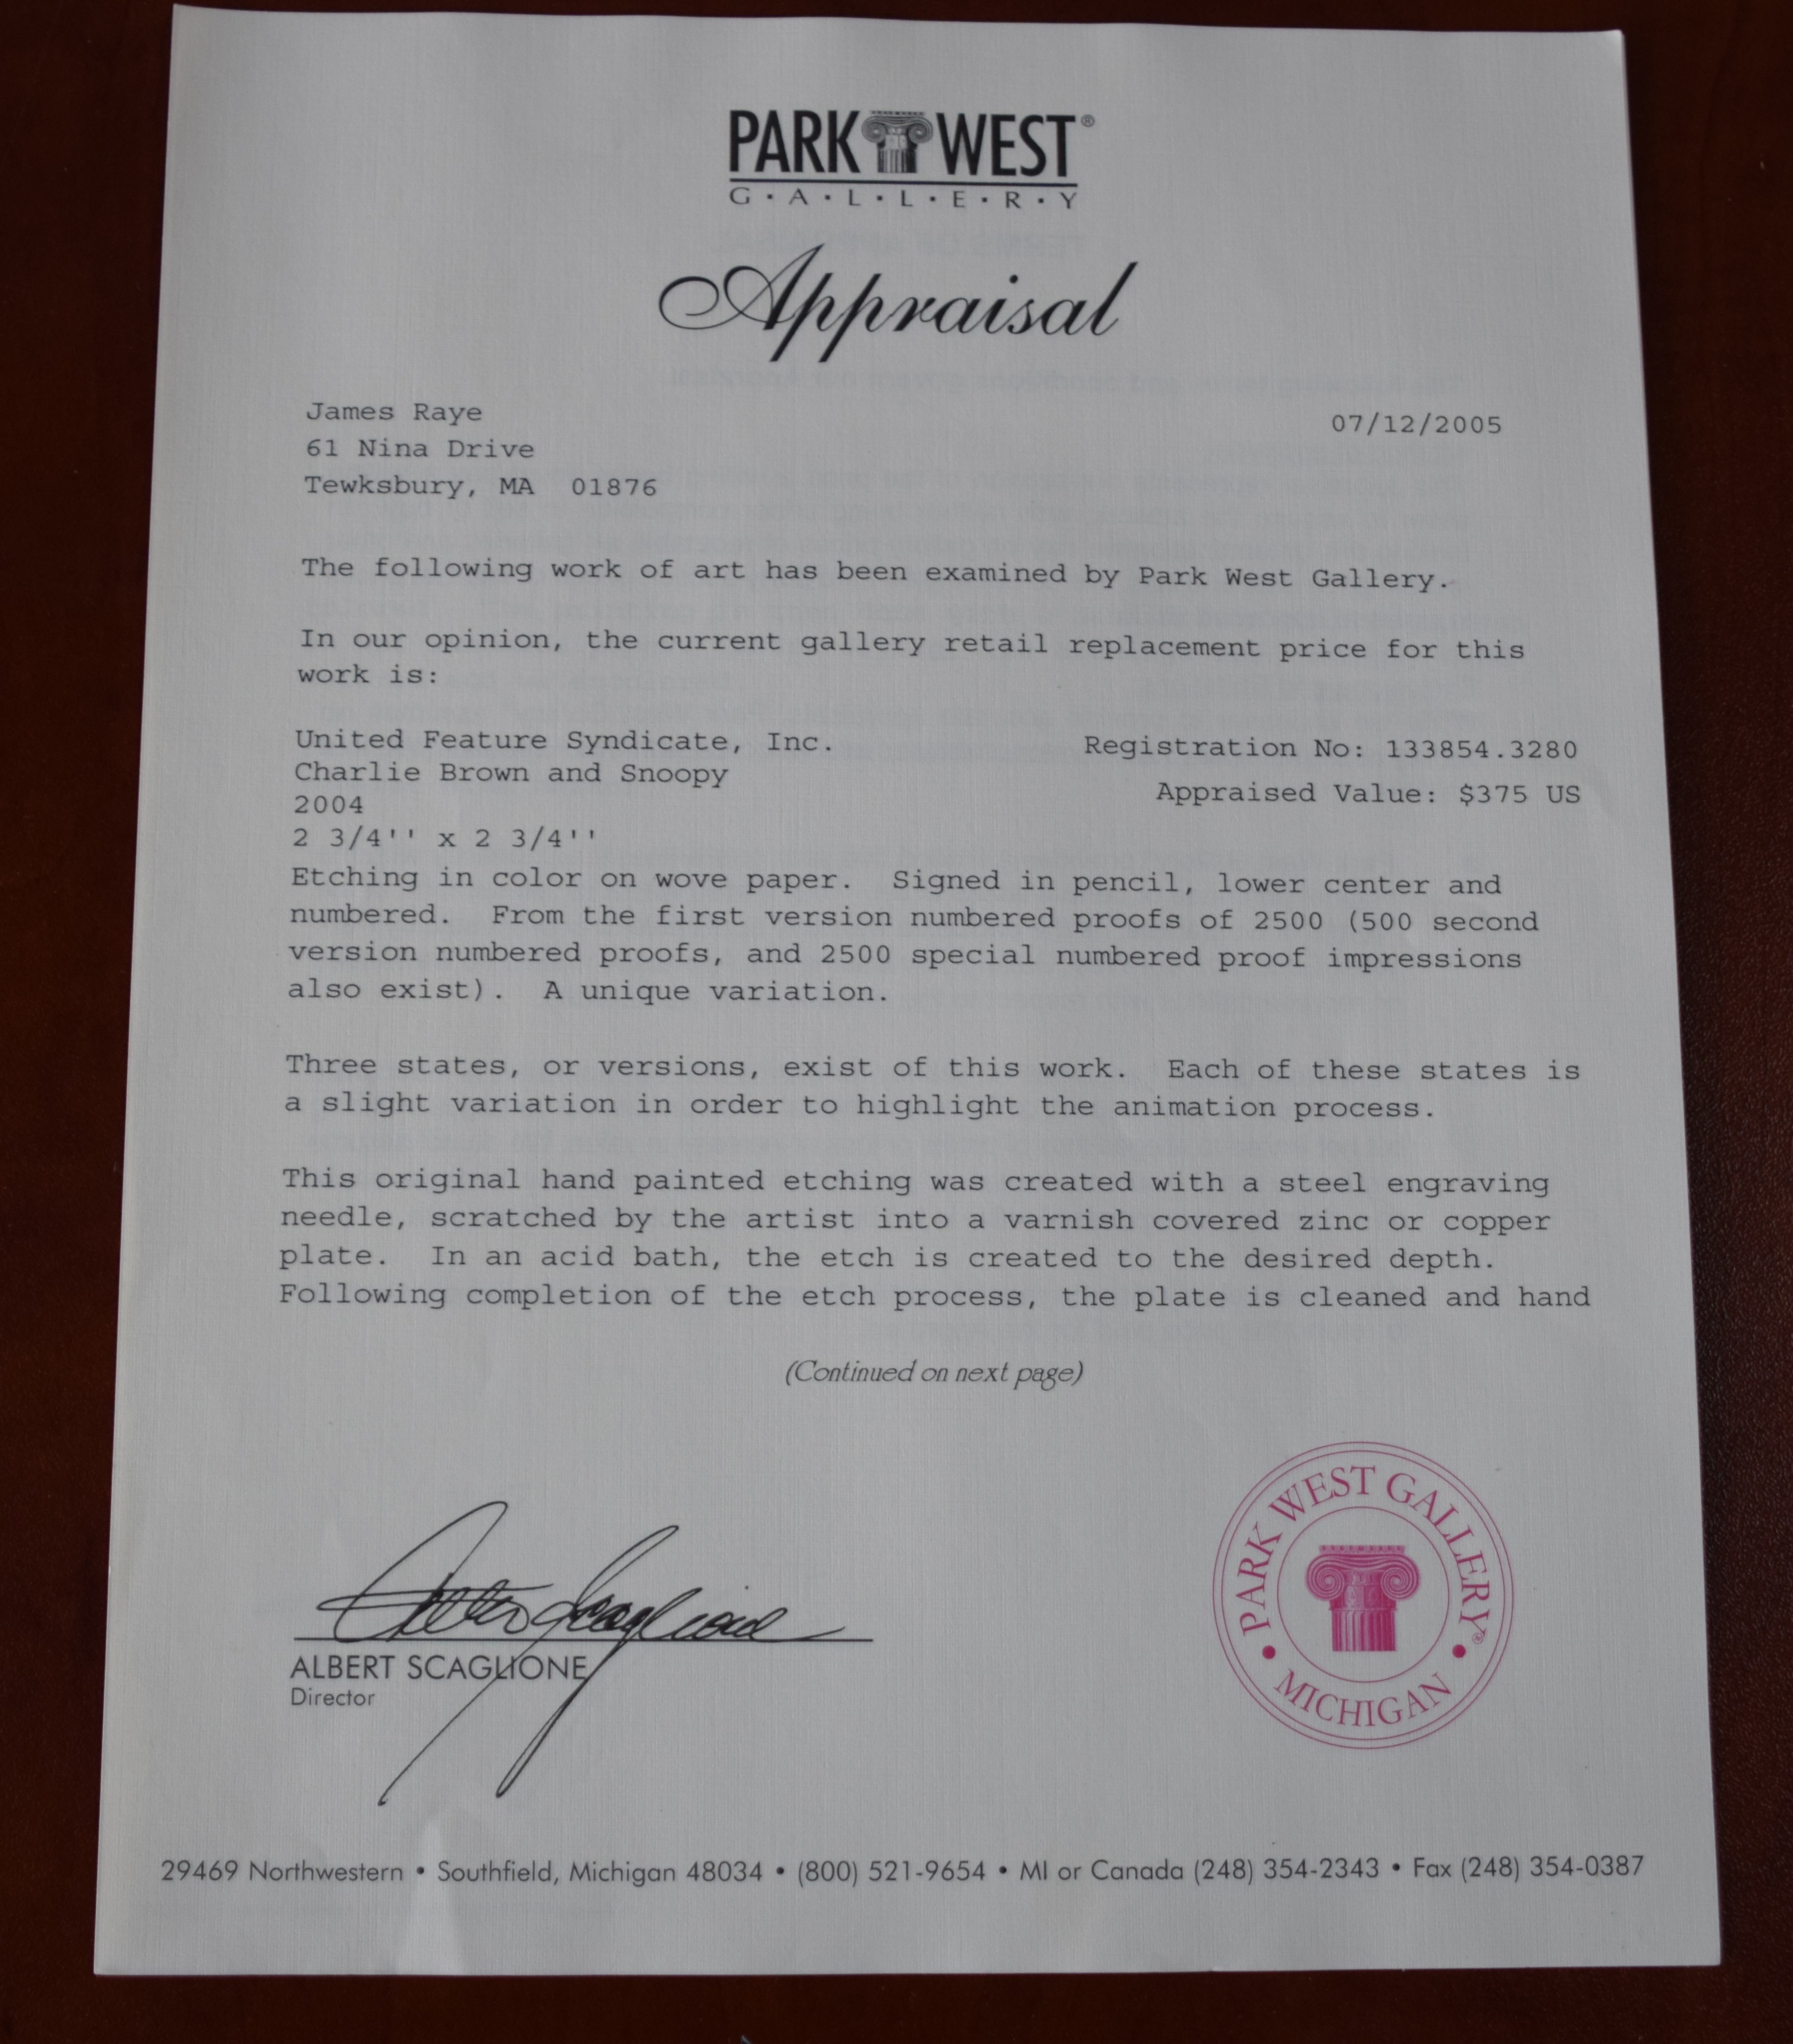 PARK WEST®
G·A·L·L·E·R·Y
Appraisal
James Raye
07/12/2005
61 Nina Drive
Tewksbury, MA 01876
The following work of art has been examined by Park West Gallery.
In our opinion, the current gallery retail replacement price for this
work is:
United Feature Syndicate, Inc.
Registration No: 133854.3280
Charlie Brown and Snoopy
Appraised Value: $375 US
2004
2 3/4'' x 2 3/4''
Etching in color on wove paper. Signed in pencil, lower center and
numbered. From the first version numbered proofs of 2500 (500 second
version numbered proofs, and 2500 special numbered proof impressions
also exist). A unique variation.
Three states, or versions, exist of this work. Each of these states is
a slight variation in order to highlight the animation process.
This original hand painted etching was created with a steel engraving
needle, scratched by the artist into a varnish covered zinc or copper
plate. In an acid bath, the etch is created to the desired depth.
Following completion of the etch process, the plate is cleaned and hand
(Continued on next page)
ALBERT SCAGLIONE
Director
PARK WEST GALLERY®
• MICHIGAN •
29469 Northwestern • Southfield, Michigan 48034 • (800) 521-9654 • MI or Canada (248) 354-2343 • Fax (248) 354-0387